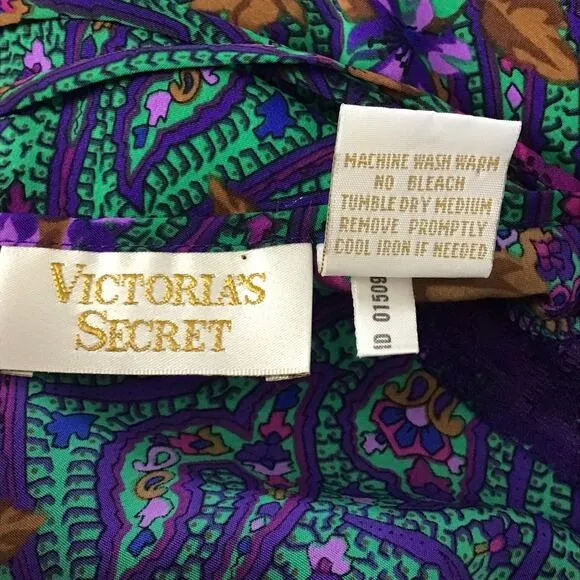 MACHINE WASH WARM
NO BLEACH
TUMBLE DRY MEDIUM
REMOVE PROMPTLY
COOL IRON IF NEEDED
VICTORIA'S
SECRET
ID 01509